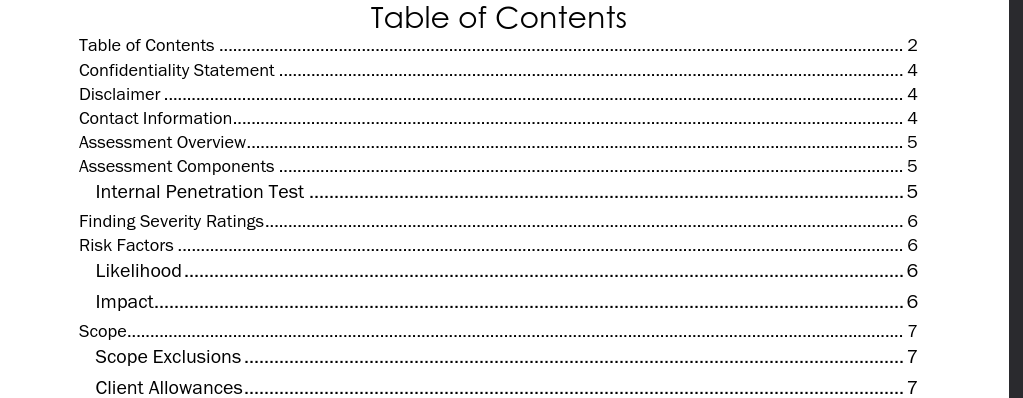 Table of Contents
Table of Contents ........................................................................................................................ 2
Confidentiality Statement ........................................................................................................................ 4
Disclaimer ........................................................................................................................ 4
Contact Information........................................................................................................................ 4
Assessment Overview........................................................................................................................ 5
Assessment Components ........................................................................................................................ 5
Internal Penetration Test ........................................................................................................................ 5
Finding Severity Ratings........................................................................................................................ 6
Risk Factors ........................................................................................................................ 6
Likelihood ........................................................................................................................ 6
Impact........................................................................................................................ 6
Scope........................................................................................................................ 7
Scope Exclusions ........................................................................................................................ 7
Client Allowances........................................................................................................................ 7